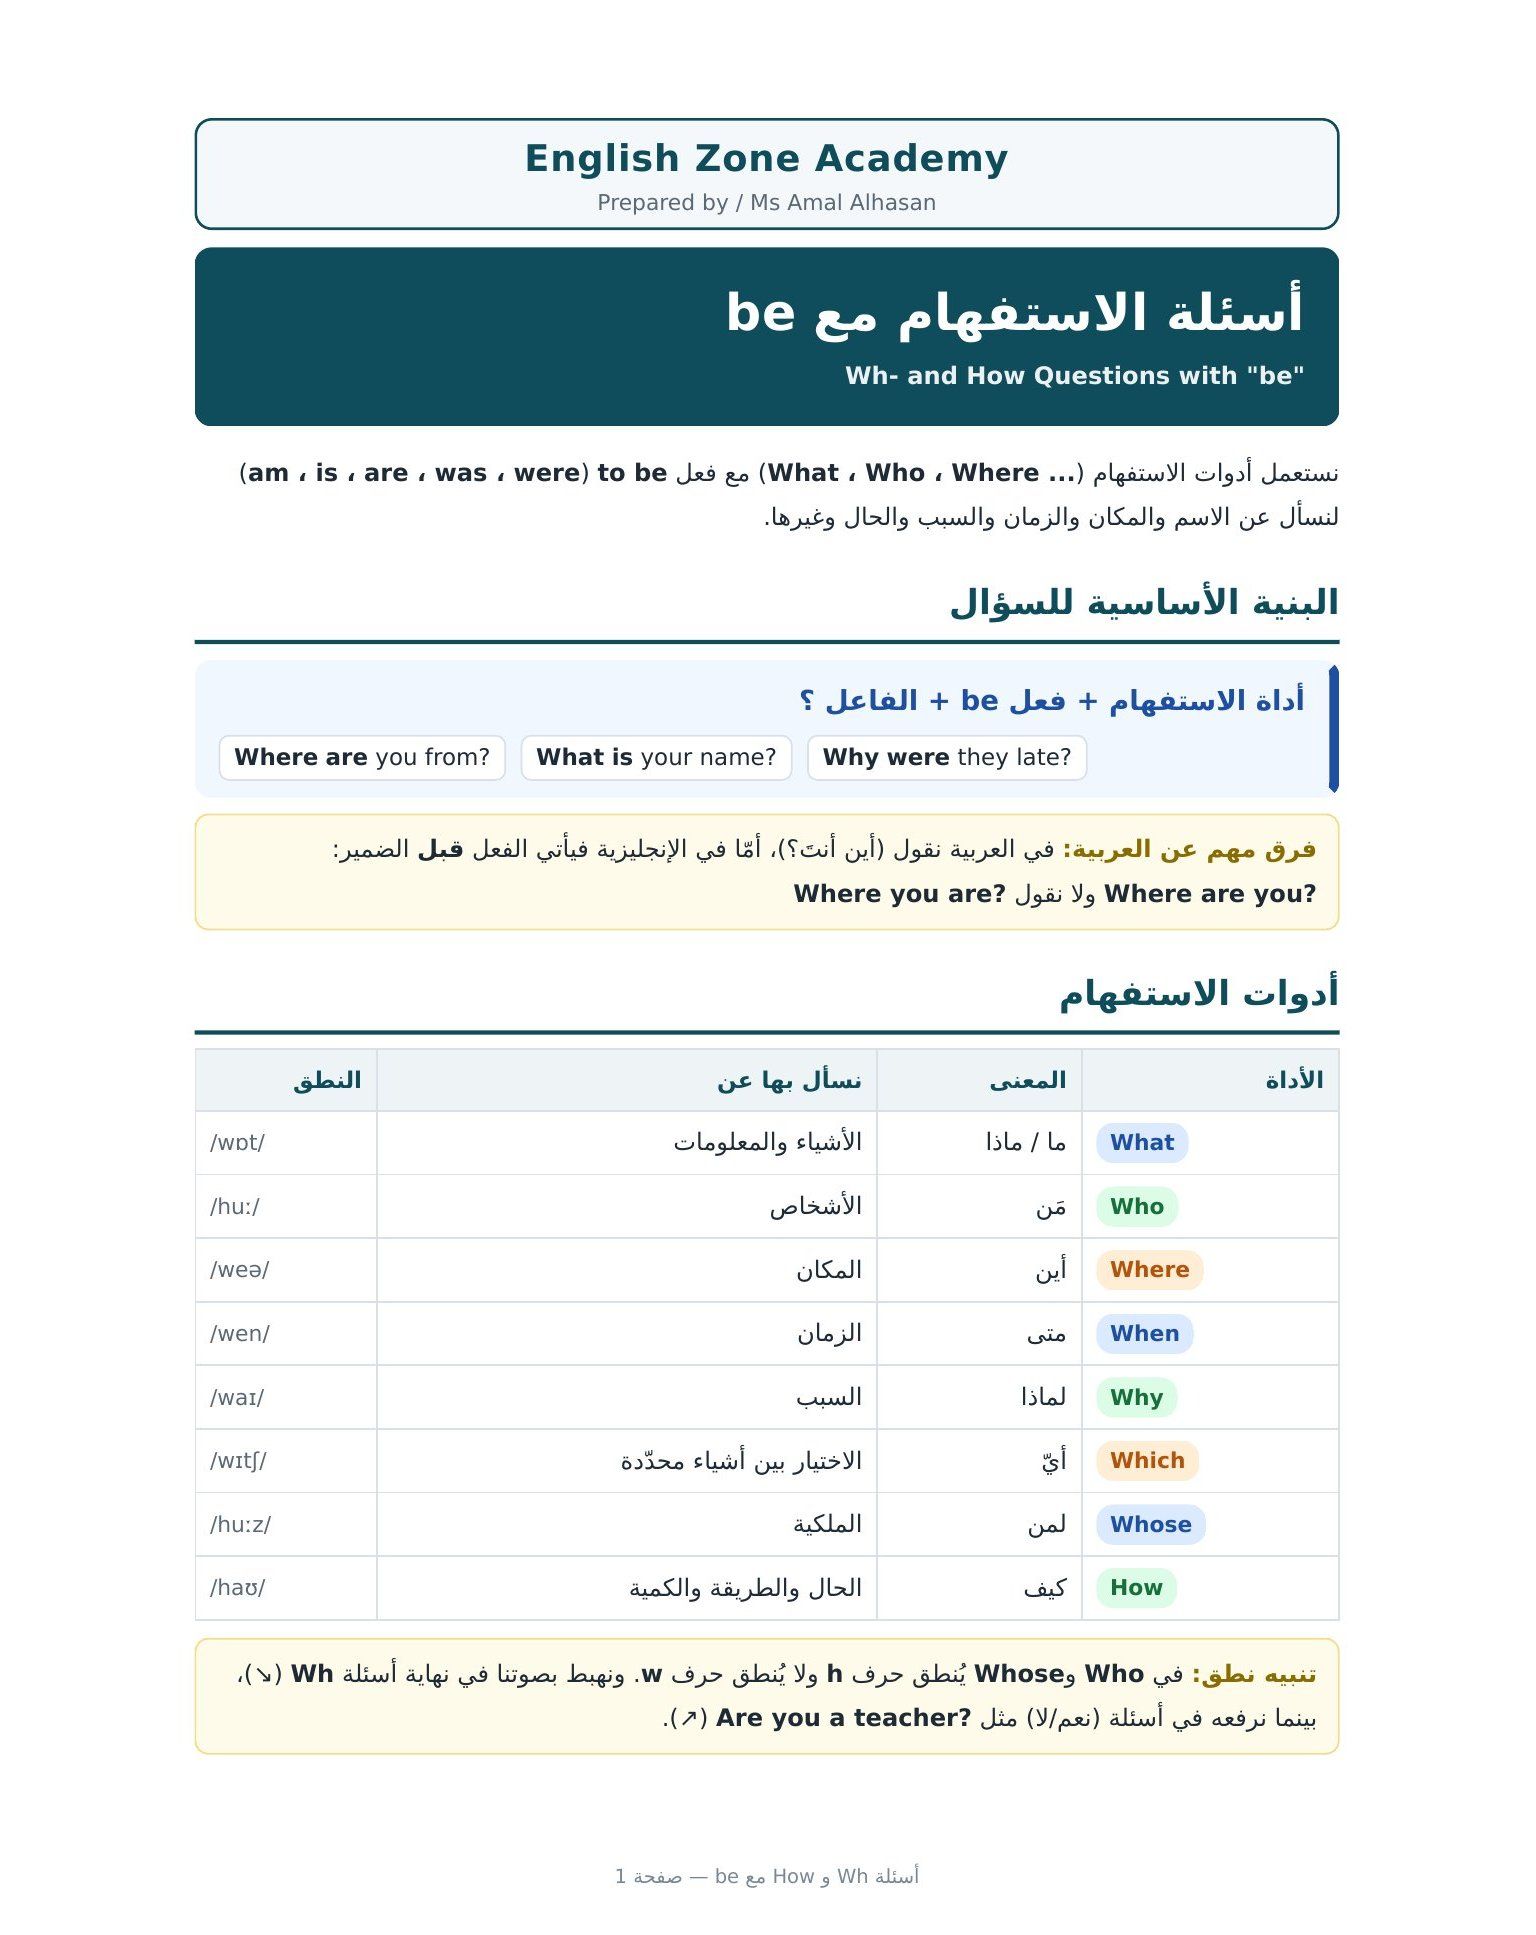 English Zone Academy
Prepared by / Ms Amal Alhasan
أسئلة الاستفهام مع be
Wh- and How Questions with "be"
نستعمل أدوات الاستفهام (What ، Who ، Where ...) مع فعل to be (am ، is ، are ، was ، were)
لنسأل عن الاسم والمكان والزمان والسبب والحال وغيرها.
البنية الأساسية للسؤال
أداة الاستفهام + فعل be + الفاعل ؟
Where are you from? What is your name? Why were they late?
فرق مهم عن العربية: في العربية نقول (أين أنتَ؟)، أمّا في الإنجليزية فيأتي الفعل قبل الضمير:
Where are you? ولا نقول Where you are?
أدوات الاستفهام
الأداة المعنى نسأل بها عن النطق
What ما / ماذا الأشياء والمعلومات /wɒt/
Who مَن الأشخاص /huː/
Where أين المكان /weə/
When متى الزمان /wen/
Why لماذا السبب /waɪ/
Which أيّ الاختيار بين أشياء محدّدة /wɪtʃ/
Whose لمن الملكية /huːz/
How كيف الحال والطريقة والكمية /haʊ/
تنبيه نطق: في Who وWhose يُنطق حرف h ولا يُنطق حرف w. ونهبط بصوتنا في نهاية أسئلة Wh (↘)،
بينما نرفعه في أسئلة (نعم/لا) مثل Are you a teacher? (↗).
أسئلة Wh و How مع be — صفحة 1